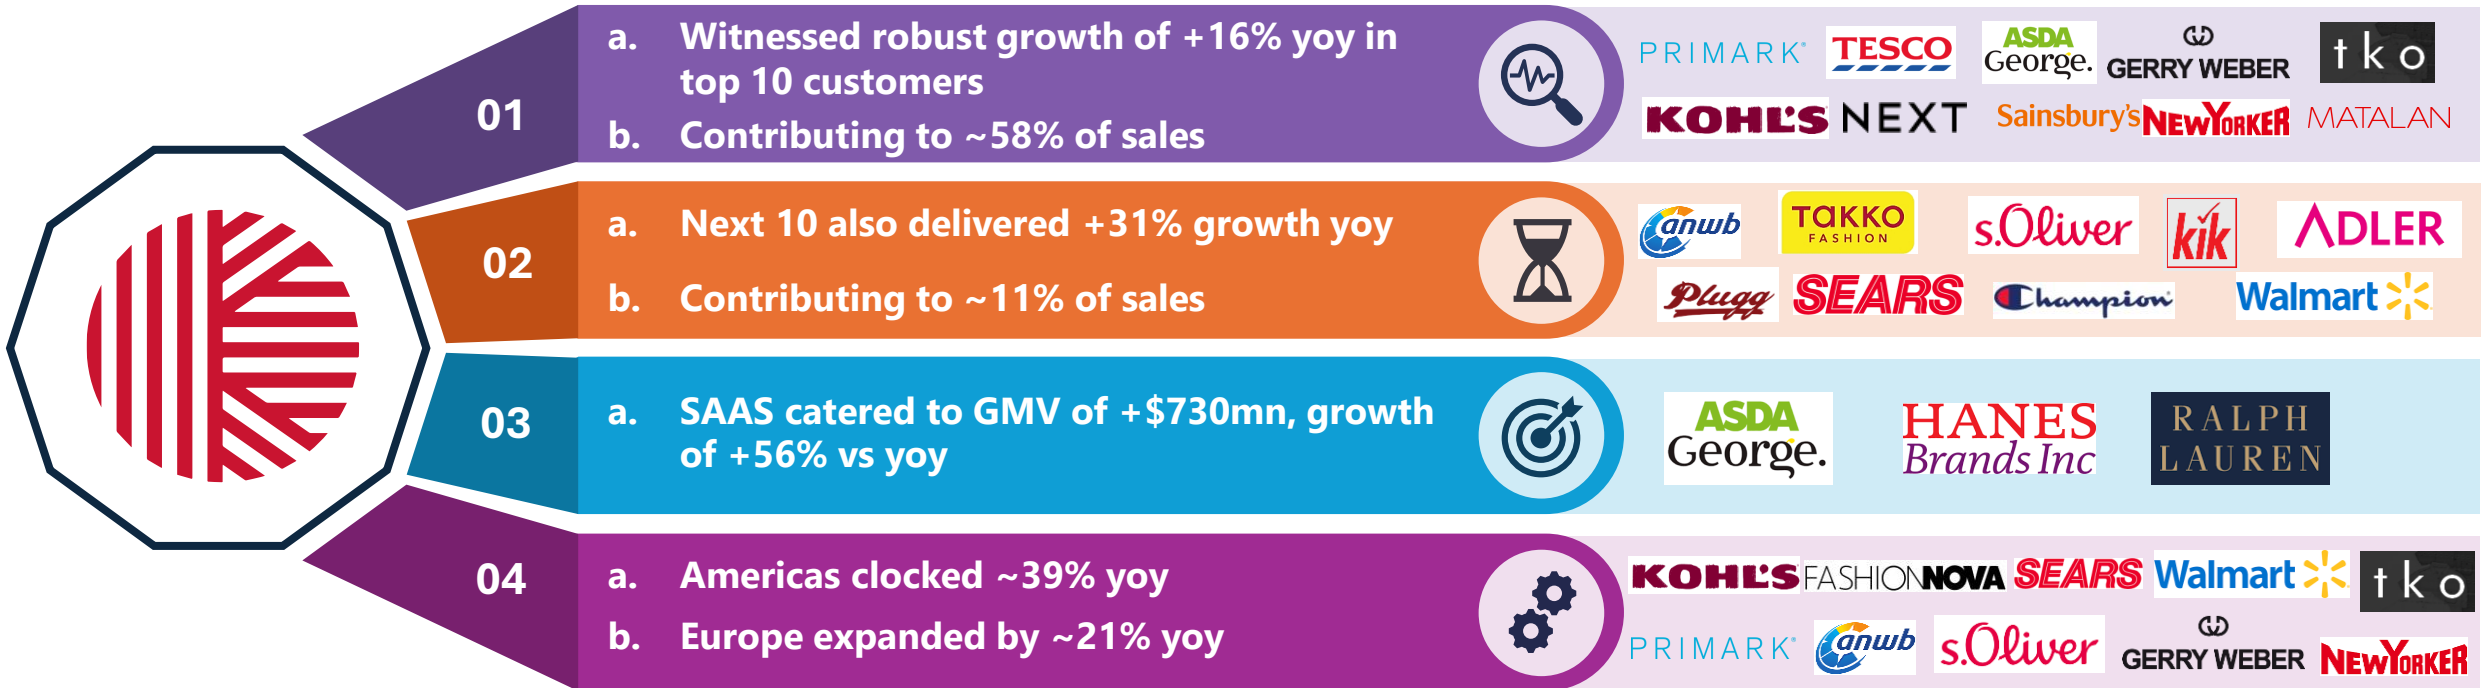 01
a. Witnessed robust growth of +16% yoy in
top 10 customers
b. Contributing to ~58% of sales
PRIMARK®
TESCO
ASDA
George.
GERRY WEBER
tko
KOHL'S
NEXT
Sainsbury's
NEWYORKER
MATALAN
02
a. Next 10 also delivered +31% growth yoy
b. Contributing to ~11% of sales
anwb
TAKKO
FASHION
s.Oliver
kik
ADLER
Plugg
SEARS
Champion
Walmart
03
a. SAAS catered to GMV of +$730mn, growth
of +56% vs yoy
ASDA
George.
HANES
Brands Inc
RALPH
LAUREN
04
a. Americas clocked ~39% yoy
b. Europe expanded by ~21% yoy
KOHL'S
FASHIONNOVA
SEARS
Walmart
tko
PRIMARK®
anwb
s.Oliver
GERRY WEBER
NEWYORKER